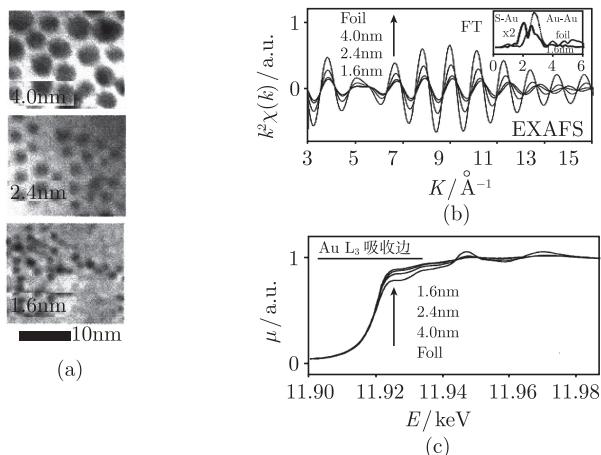 4.0nm
2.4nm
1.6nm
10nm
(a)
1
0
k²χ(k) / a.u.
Foil
4.0nm
2.4nm
1.6nm
FT
S-Au
Au-Au
x2
foil
1.6nm
0 2 4 6
EXAFS
3 5 7 9 11 13 15
K / Å⁻¹
(b)
Au L₃ 吸收边
1
0
μ / a.u.
1.6nm
2.4nm
4.0nm
Foll
11.90 11.92 11.94 11.96 11.98
E / keV
(c)